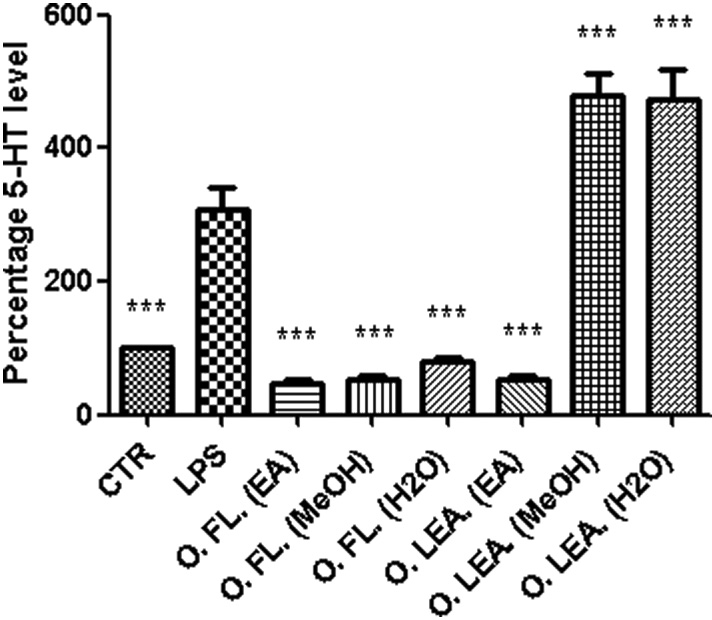 Percentage 5-HT level
600
400
200
0
***
***
***
***
***
***
***
CTR
LPS
O. FL. (EA)
O. FL. (MeOH)
O. FL. (H2O)
O. LEA. (EA)
O. LEA. (MeOH)
O. LEA. (H2O)